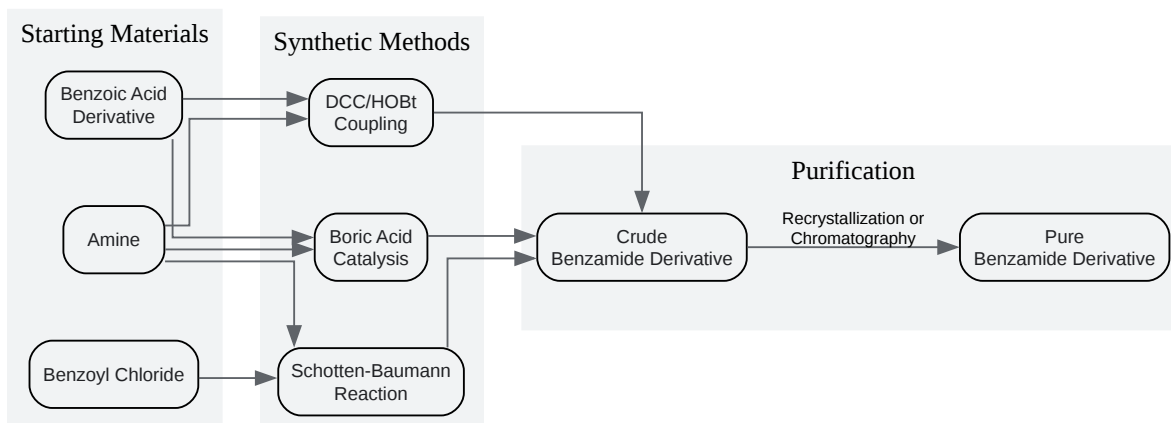 Starting Materials
Benzoic Acid
Derivative
Amine
Benzoyl Chloride
Synthetic Methods
DCC/HOBt
Coupling
Boric Acid
Catalysis
Schotten-Baumann
Reaction
Purification
Crude
Benzamide Derivative
Recrystallization or
Chromatography
Pure
Benzamide Derivative